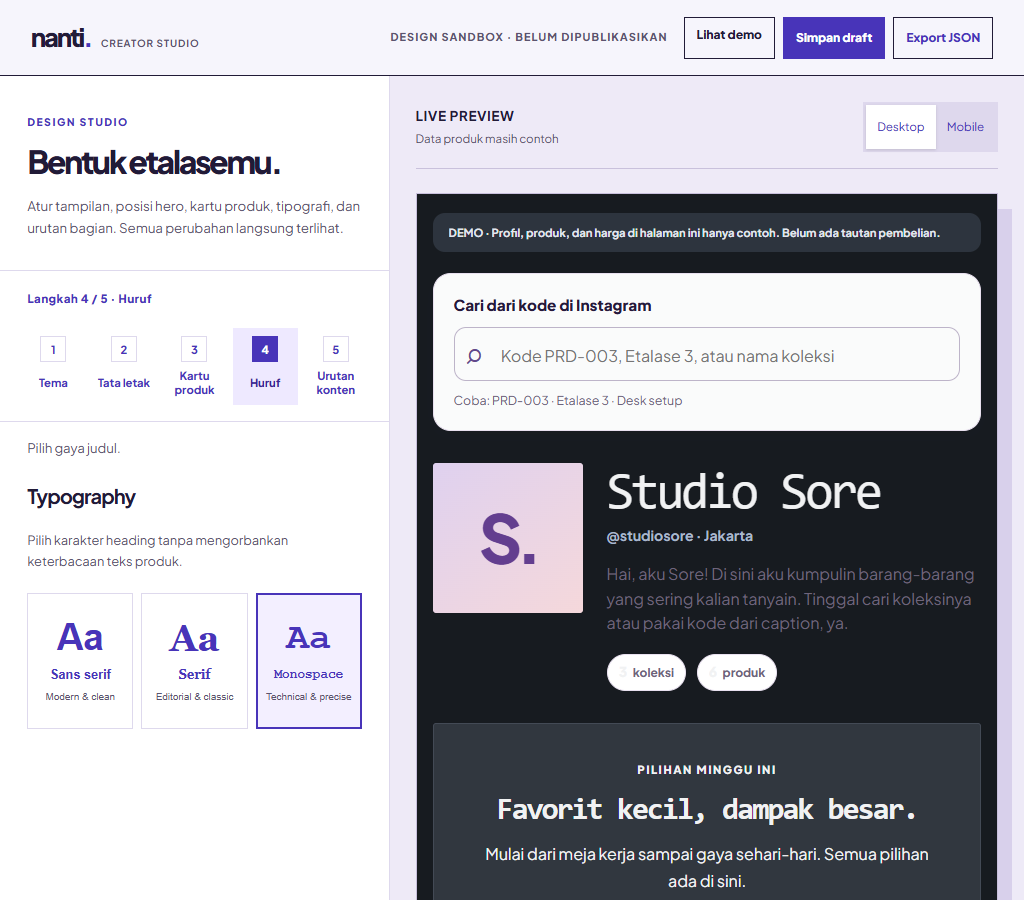 nanti. CREATOR STUDIO
DESIGN SANDBOX · BELUM DIPUBLIKASIKAN
Lihat demo
Simpan draft
Export JSON
DESIGN STUDIO
Bentuk etalasemu.
Atur tampilan, posisi hero, kartu produk, tipografi, dan
urutan bagian. Semua perubahan langsung terlihat.
Langkah 4 / 5 · Huruf
1
Tema
2
Tata letak
3
Kartu
produk
4
Huruf
5
Urutan
konten
Pilih gaya judul.
Typography
Pilih karakter heading tanpa mengorbankan
keterbacaan teks produk.
Aa
Sans serif
Modern & clean
Aa
Serif
Editorial & classic
Aa
Monospace
Technical & precise
LIVE PREVIEW
Data produk masih contoh
Desktop
Mobile
DEMO · Profil, produk, dan harga di halaman ini hanya contoh. Belum ada tautan pembelian.
Cari dari kode di Instagram
Kode PRD-003, Etalase 3, atau nama koleksi
Coba: PRD-003 · Etalase 3 · Desk setup
S.
Studio Sore
@studiosore · Jakarta
Hai, aku Sore! Di sini aku kumpulin barang-barang
yang sering kalian tanyain. Tinggal cari koleksinya
atau pakai kode dari caption, ya.
3 koleksi
6 produk
PILIHAN MINGGU INI
Favorit kecil, dampak besar.
Mulai dari meja kerja sampai gaya sehari-hari. Semua pilihan
ada di sini.